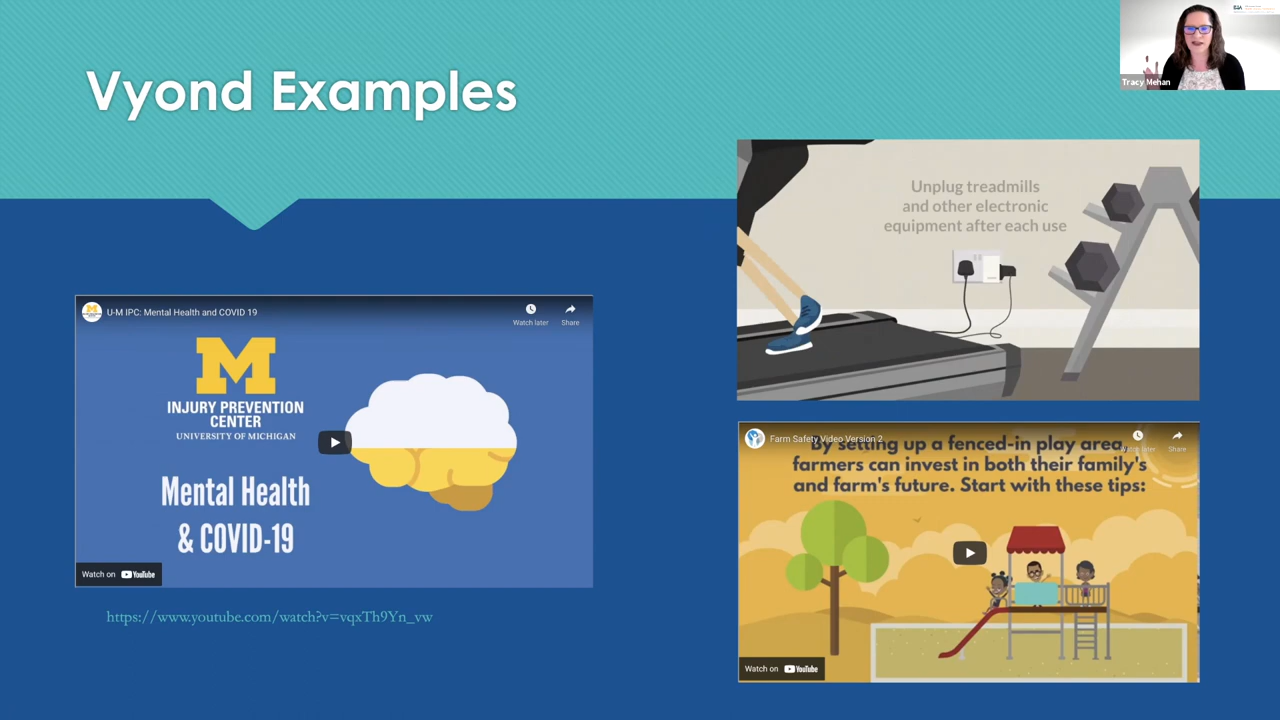 Vyond Examples
Tracy Mehan
Unplug treadmills
and other electronic
equipment after each use
U-M IPC: Mental Health and COVID 19
Watch later
Share
M
INJURY PREVENTION
CENTER
UNIVERSITY OF MICHIGAN
Mental Health
& COVID-19
Watch on YouTube
https://www.youtube.com/watch?v=vqxTh9Yn_vw
Farm Safety Video Version 2
Watch later
Share
By setting up a fenced-in play area,
farmers can invest in both their family's
and farm's future. Start with these tips:
Watch on YouTube